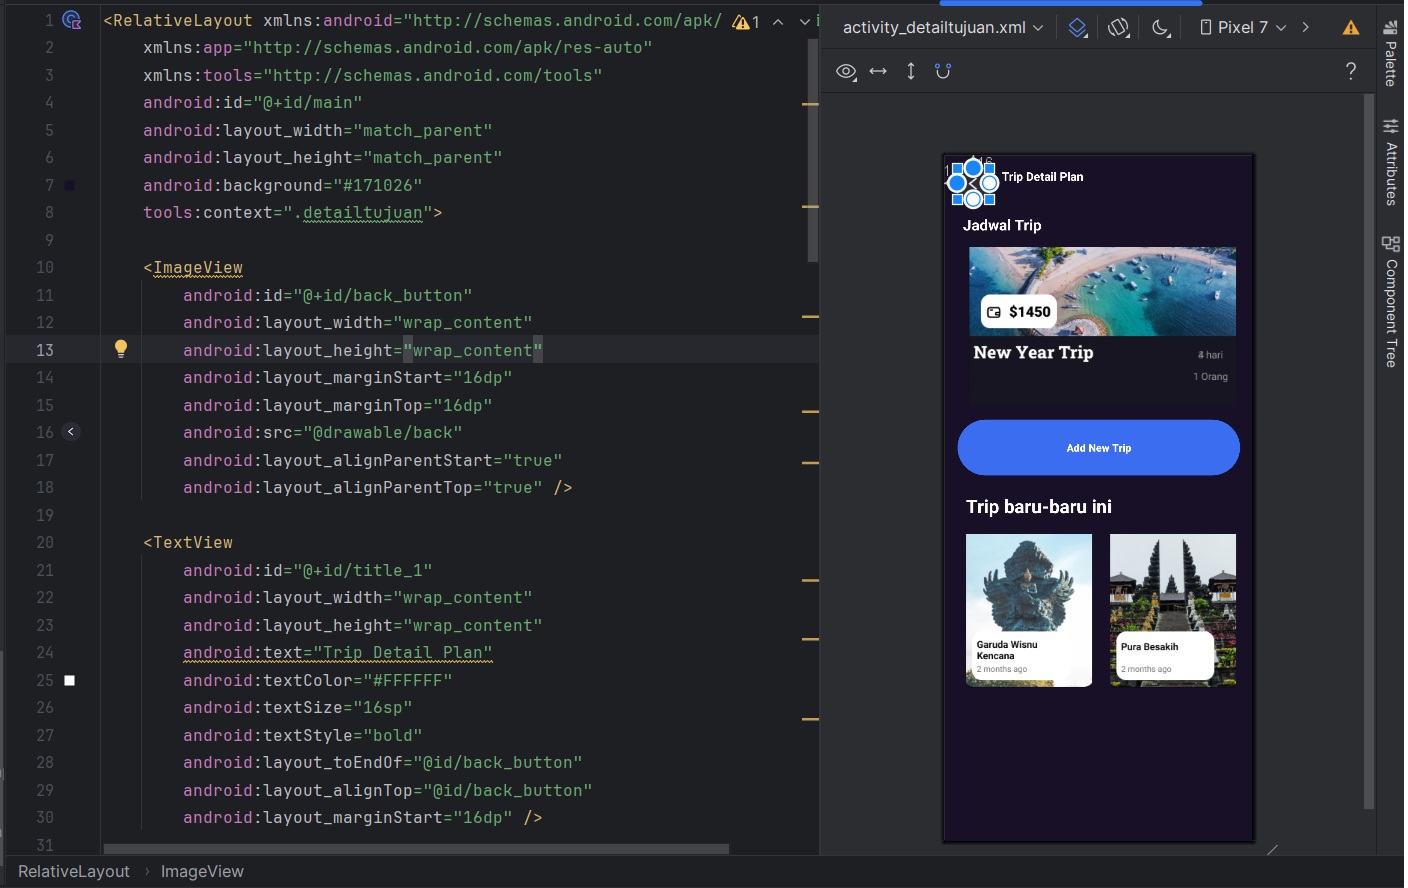 1 <RelativeLayout xmlns:android="http://schemas.android.com/apk/ 1
2 xmlns:app="http://schemas.android.com/apk/res-auto"
3 xmlns:tools="http://schemas.android.com/tools"
4 android:id="@+id/main"
5 android:layout_width="match_parent"
6 android:layout_height="match_parent"
7 android:background="#171026"
8 tools:context=".detailtujuan">
9
10 <ImageView
11 android:id="@+id/back_button"
12 android:layout_width="wrap_content"
13 android:layout_height="wrap_content"
14 android:layout_marginStart="16dp"
15 android:layout_marginTop="16dp"
16 android:src="@drawable/back"
17 android:layout_alignParentStart="true"
18 android:layout_alignParentTop="true" />
19
20 <TextView
21 android:id="@+id/title_1"
22 android:layout_width="wrap_content"
23 android:layout_height="wrap_content"
24 android:text="Trip Detail Plan"
25 android:textColor="#FFFFFF"
26 android:textSize="16sp"
27 android:textStyle="bold"
28 android:layout_toEndOf="@id/back_button"
29 android:layout_alignTop="@id/back_button"
30 android:layout_marginStart="16dp" />
31
RelativeLayout › ImageView
activity_detailtujuan.xml Pixel 7
?
Trip Detail Plan
Jadwal Trip
$1450
New Year Trip
hari
1 Orang
Add New Trip
Trip baru-baru ini
Garuda Wisnu
Kencana
2 months ago
Pura Besakih
2 months ago
Palette
Attributes
Component Tree